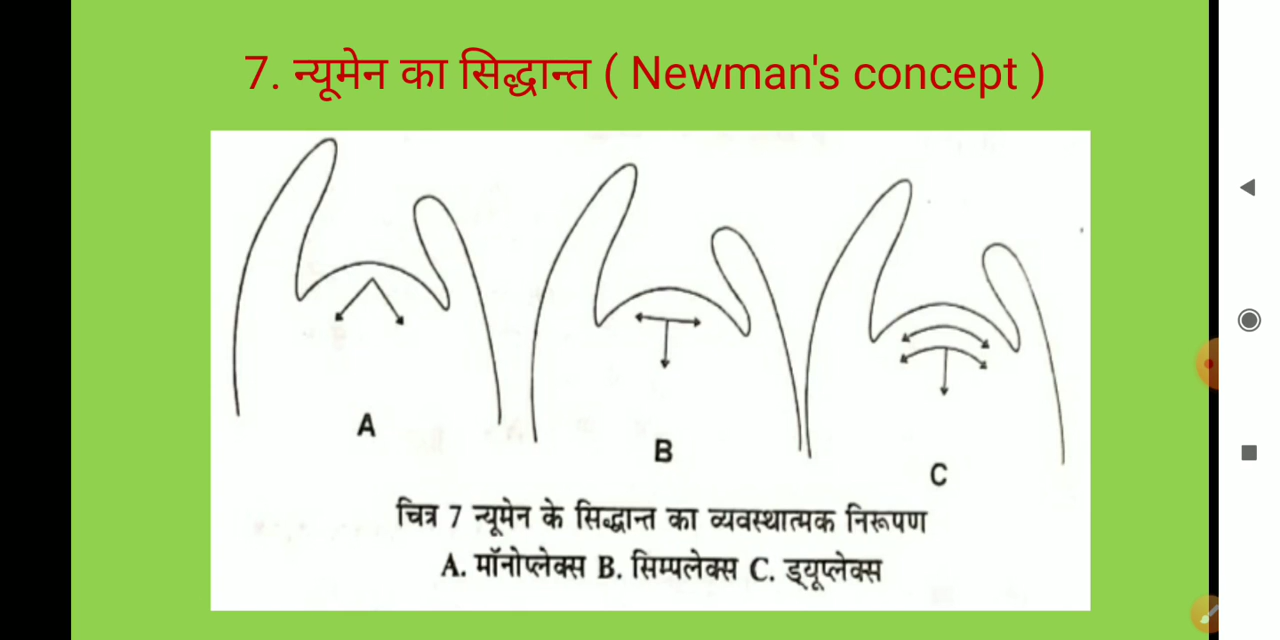 7. न्यूमेन का सिद्धान्त ( Newman's concept )
A
B
C
चित्र 7 न्यूमेन के सिद्धान्त का व्यवस्थात्मक निरूपण
A. मॉनोप्लेक्स B. सिम्पलेक्स C. ड्यूप्लेक्स